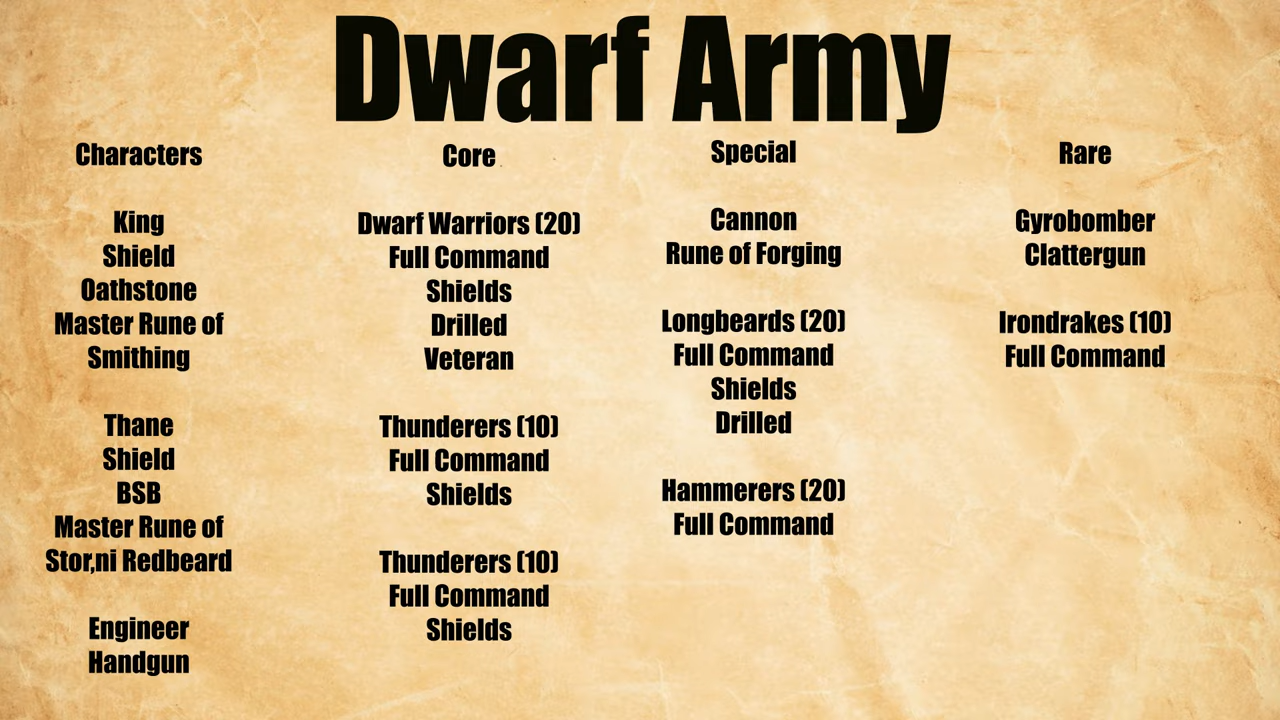 Dwarf Army
Characters
King
Shield
Oathstone
Master Rune of
Smithing
Thane
Shield
BSB
Master Rune of
Stor,ni Redbeard
Engineer
Handgun
Core
Dwarf Warriors (20)
Full Command
Shields
Drilled
Veteran
Thunderers (10)
Full Command
Shields
Thunderers (10)
Full Command
Shields
Special
Cannon
Rune of Forging
Longbeards (20)
Full Command
Shields
Drilled
Hammerers (20)
Full Command
Rare
Gyrobomber
Clattergun
Irondrakes (10)
Full Command